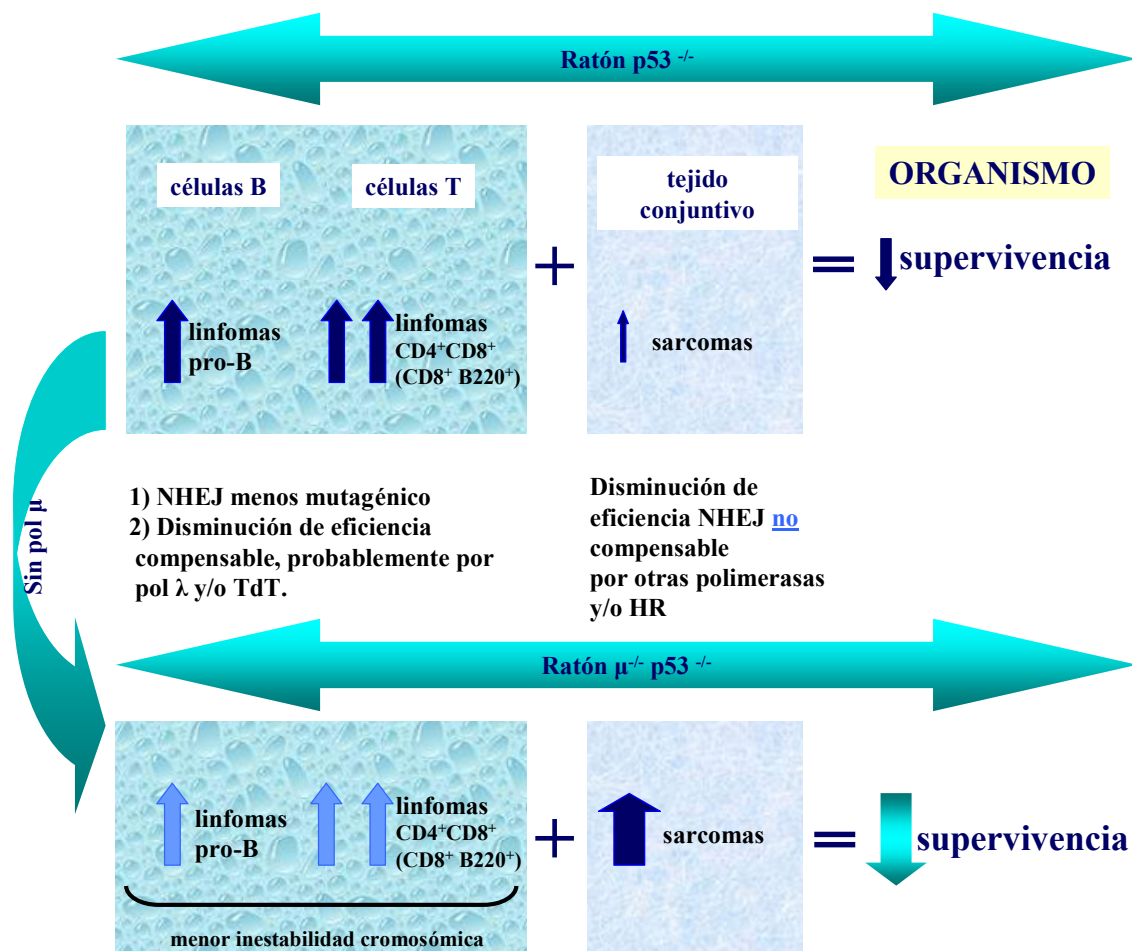 Ratón p53 -/-
células B
células T
tejido
conjuntivo
ORGANISMO
+
=
supervivencia
linfomas
pro-B
linfomas
CD4+CD8+
(CD8+ B220+)
sarcomas
Sin pol μ
1) NHEJ menos mutagénico
2) Disminución de eficiencia
compensable, probablemente por
pol λ y/o TdT.
Disminución de
eficiencia NHEJ no
compensable
por otras polimerasas
y/o HR
Ratón μ-/- p53 -/-
linfomas
pro-B
linfomas
CD4+CD8+
(CD8+ B220+)
+
sarcomas
=
supervivencia
menor inestabilidad cromosómica